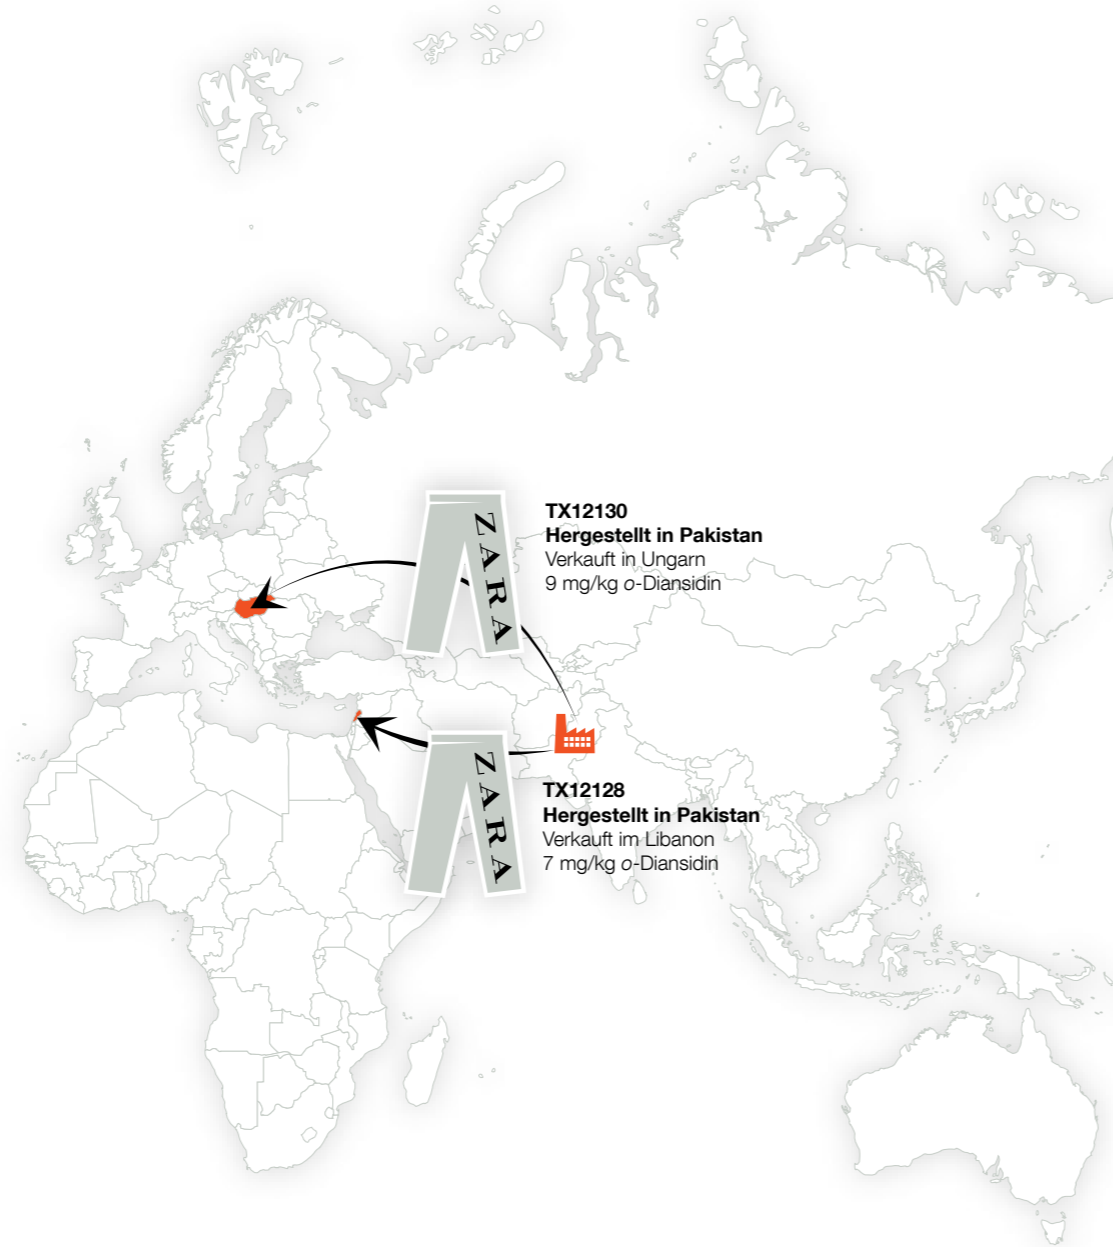 ZARA
TX12130
Hergestellt in Pakistan
Verkauft in Ungarn
9 mg/kg o-Diansidin
ZARA
TX12128
Hergestellt in Pakistan
Verkauft im Libanon
7 mg/kg o-Diansidin